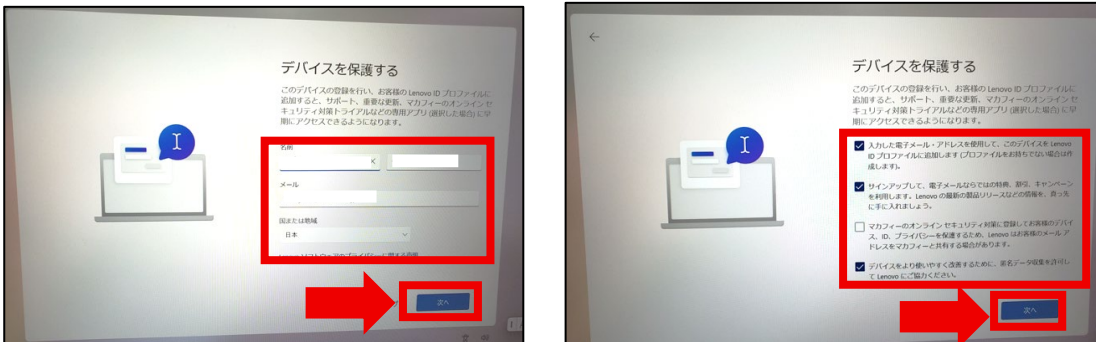 デバイスを保護する
このデバイスの登録を行い、お客様の Lenovo ID プロファイルに
追加すると、サポート、重要な更新、マカフィーのオンライン セ
キュリティ対策トライアルなどの専用アプリ (選択した場合) に早
期にアクセスできるようになります。
名前
メール
国または地域
日本
次へ
デバイスを保護する
このデバイスの登録を行い、お客様の Lenovo ID プロファイルに
追加すると、サポート、重要な更新、マカフィーのオンライン セ
キュリティ対策トライアルなどの専用アプリ (選択した場合) に早
期にアクセスできるようになります。
入力した電子メール・アドレスを使用して、このデバイスを Lenovo
ID プロファイルに追加します (プロファイルをお持ちでない場合は作
成します)。
サインアップして、電子メールならではの特典、割引、キャンペーン
を利用します。Lenovo の最新の製品リリースなどの情報を、真っ先
に手に入れましょう。
マカフィーのオンライン セキュリティ対策に登録してお客様のデバイ
ス、ID、プライバシーを保護するため、Lenovo はお客様のメール ア
ドレスをマカフィーと共有する場合があります。
デバイスをより使いやすく改善するために、匿名データ収集を許可し
て Lenovo にご協力ください。
次へ